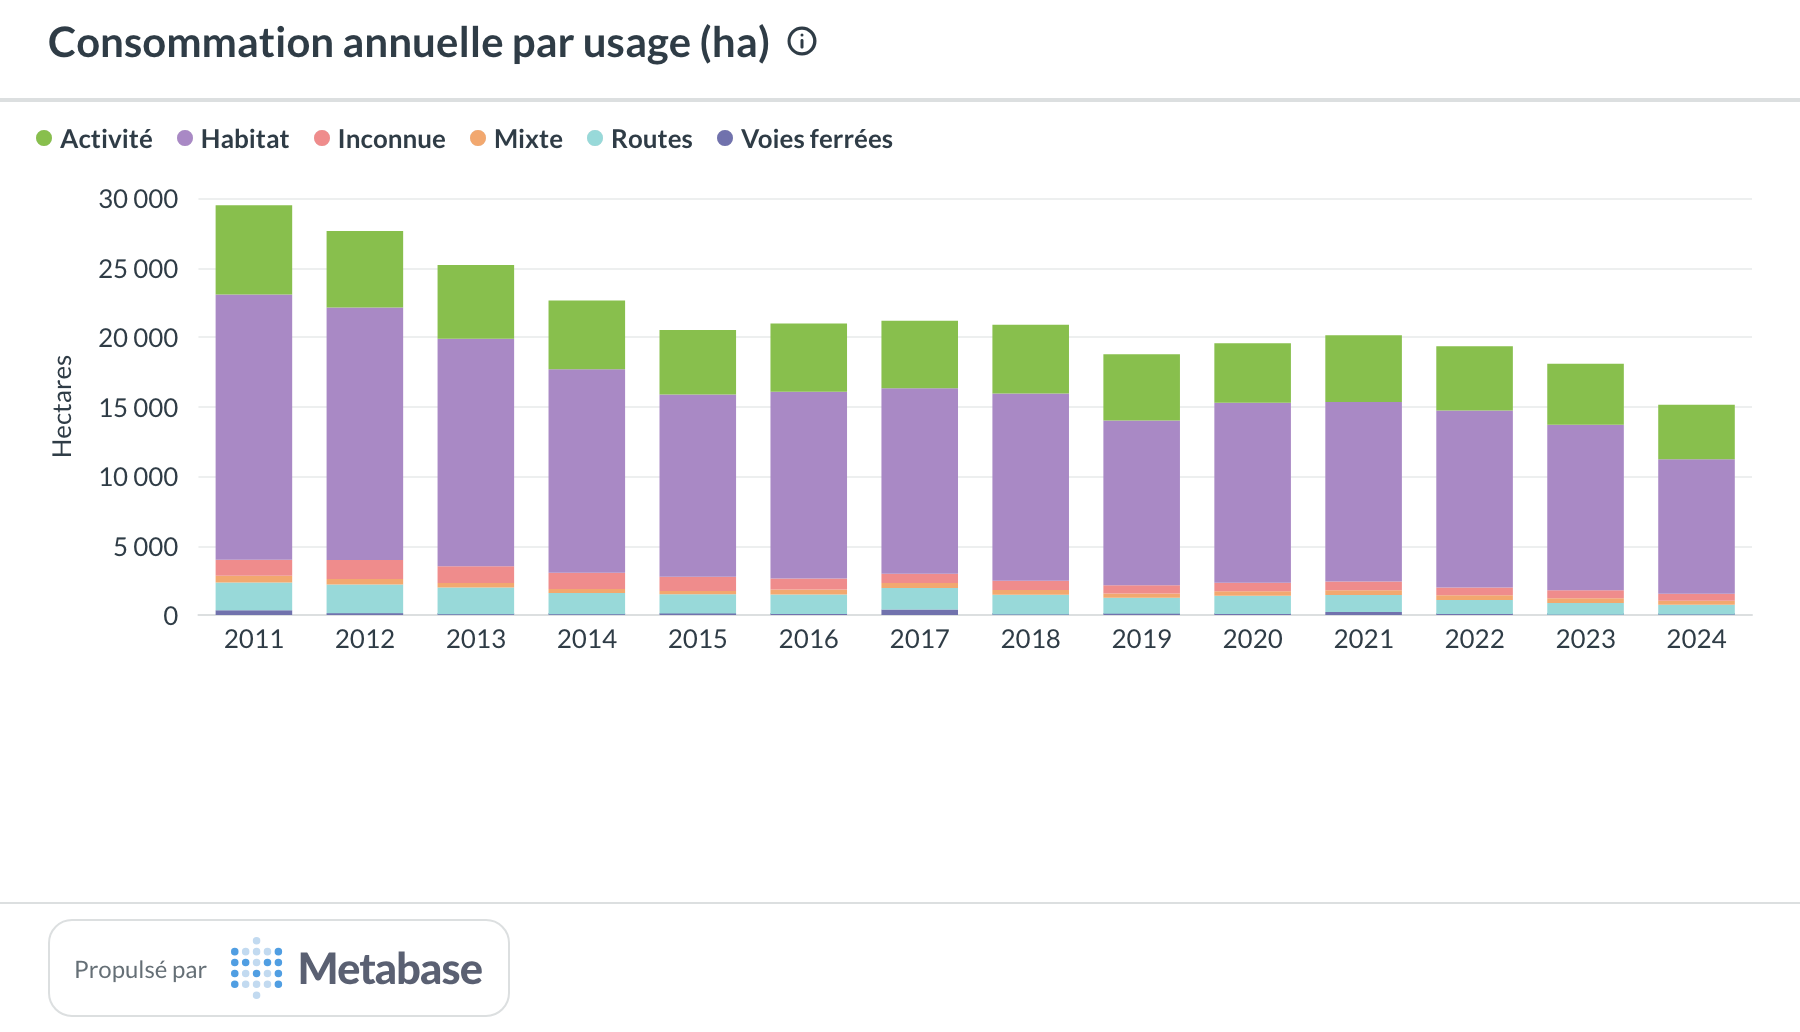 Consommation annuelle par usage (ha)
Activité Habitat Inconnue Mixte Routes Voies ferrées
30 000
25 000
20 000
15 000
10 000
5 000
0
Hectares
2011 2012 2013 2014 2015 2016 2017 2018 2019 2020 2021 2022 2023 2024
Propulsé par Metabase